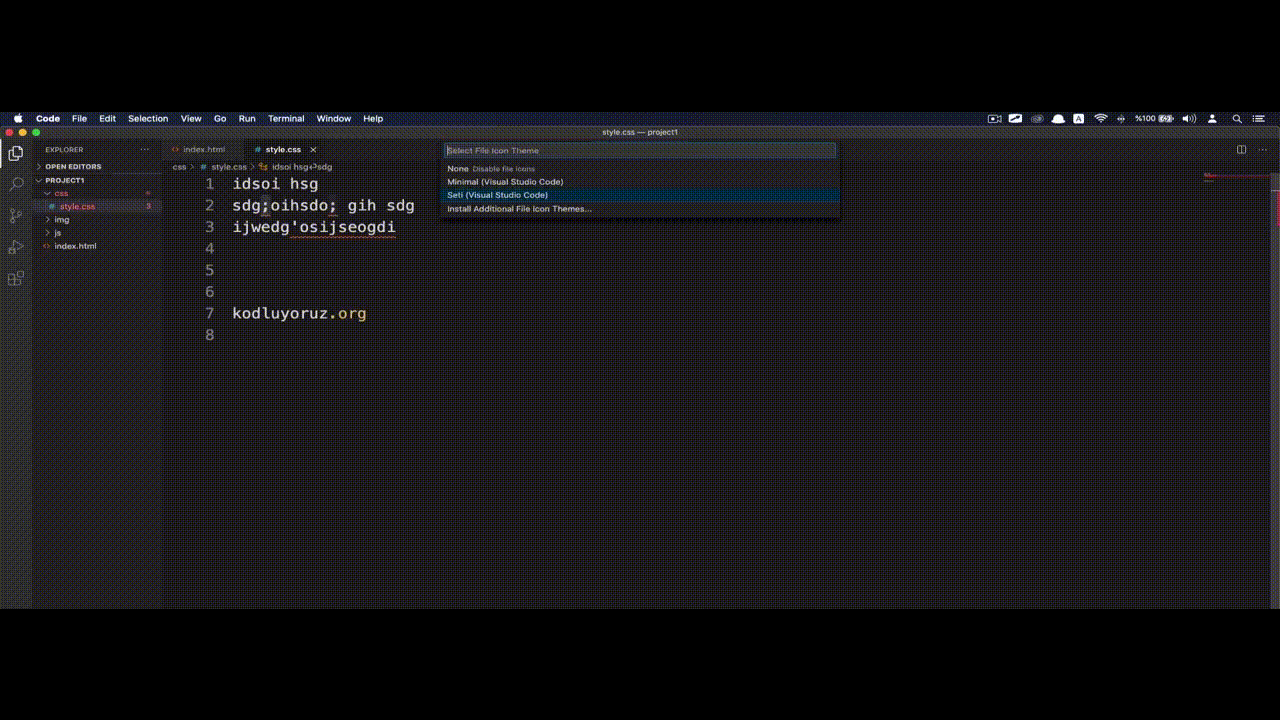 Code File Edit Selection View Go Run Terminal Window Help A %100
style.css — project1
EXPLORER ...
index.html
# style.css ×
Select File Icon Theme
> OPEN EDITORS
css > # style.css > idsoi hsg↵sdg
None Disable file icons
PROJECT1
Minimal (Visual Studio Code)
css
Seti (Visual Studio Code)
# style.css 3
Install Additional File Icon Themes...
> img
> js
<> index.html
1 idsoi hsg
2 sdg;oihsdo; gih sdg
3 ijwedg'osijseogdi
4
5
6
7 kodluyoruz.org
8